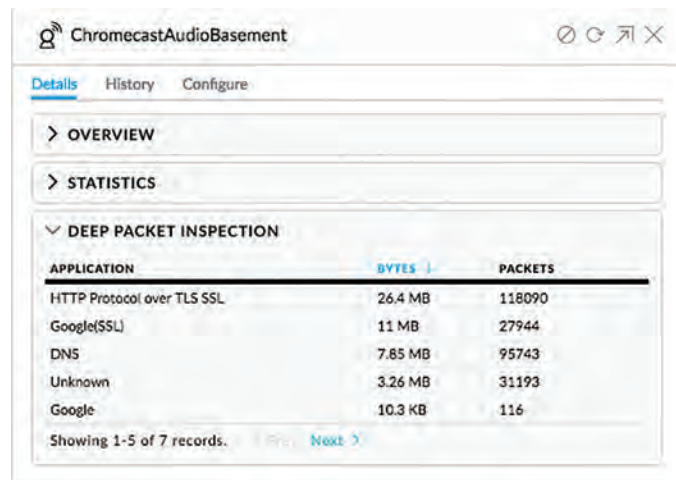 ChromecastAudioBasement
Details History Configure
OVERVIEW
STATISTICS
DEEP PACKET INSPECTION
APPLICATION BYTES PACKETS
HTTP Protocol over TLS SSL 26.4 MB 118090
Google(SSL) 11 MB 27944
DNS 7.85 MB 95743
Unknown 3.26 MB 31193
Google 10.3 KB 116
Showing 1-5 of 7 records. Prev Next